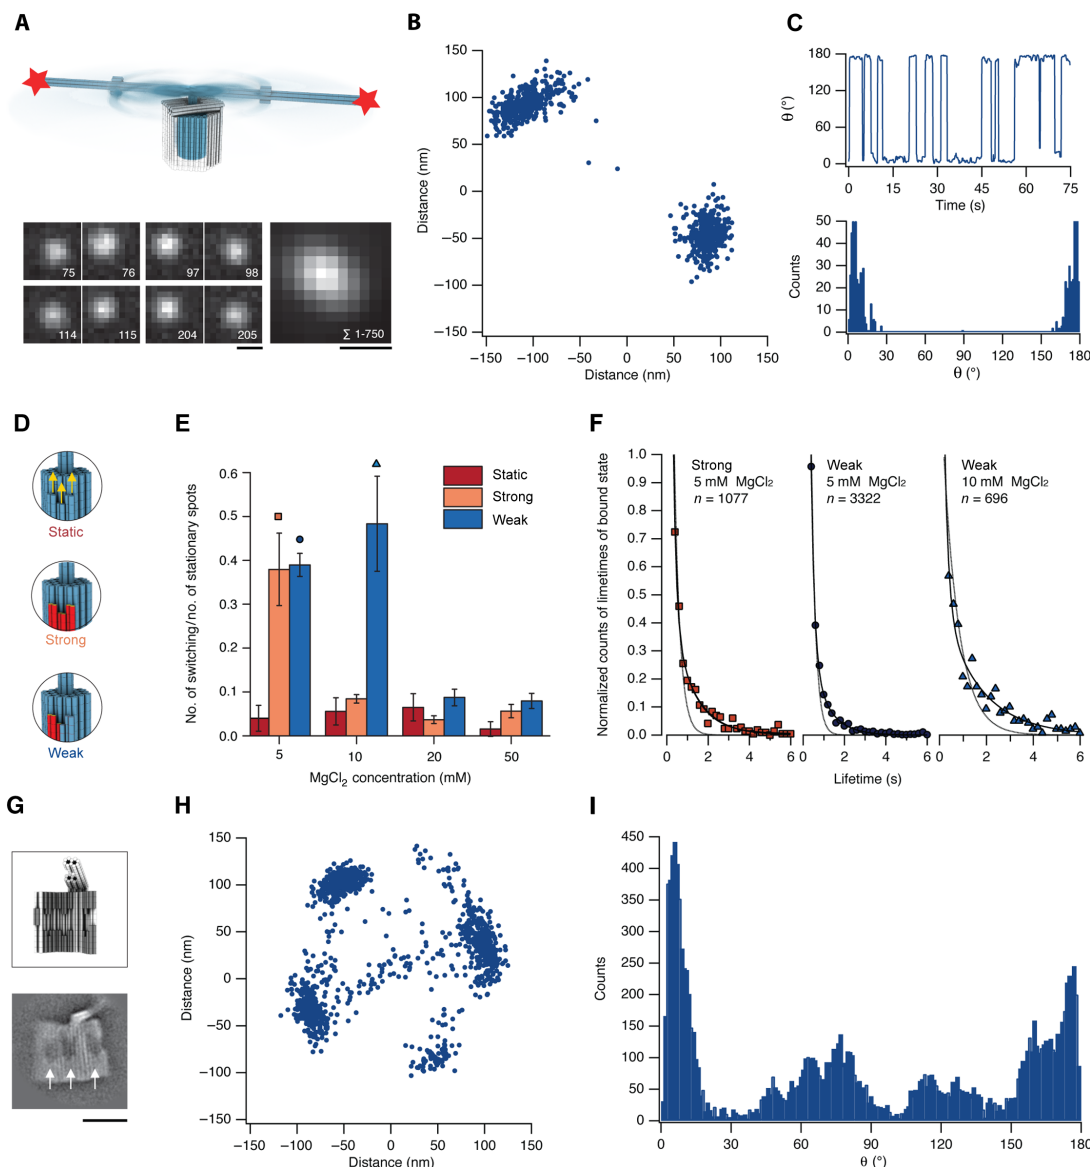 A
75
76
97
98
114
115
204
205
∑ 1-750
B
Distance (nm)
150
100
50
0
−50
−100
−150
−150
−100
−50
0
50
100
150
Distance (nm)
C
θ (°)
180
120
60
0
0
15
30
45
60
75
Time (s)
Counts
50
40
30
20
10
0
0
30
60
90
120
150
180
θ (°)
D
Static
Strong
Weak
E
No. of switching/no. of stationary spots
0.6
0.5
0.4
0.3
0.2
0.1
0.0
5
10
20
50
MgCl₂ concentration (mM)
Static
Strong
Weak
F
Normalized counts of limetimes of bound state
1.0
0.9
0.8
0.7
0.6
0.5
0.4
0.3
0.2
0.1
0.0
Strong
5 mM MgCl₂
n = 1077
Weak
5 mM MgCl₂
n = 3322
Weak
10 mM MgCl₂
n = 696
0
2
4
6
0
2
4
6
0
2
4
6
Lifetime (s)
G
H
Distance (nm)
150
100
50
0
−50
−100
−150
−150
−100
−50
0
50
100
150
Distance (nm)
I
Counts
450
400
350
300
250
200
150
100
50
0
0
30
60
90
120
150
180
θ (°)